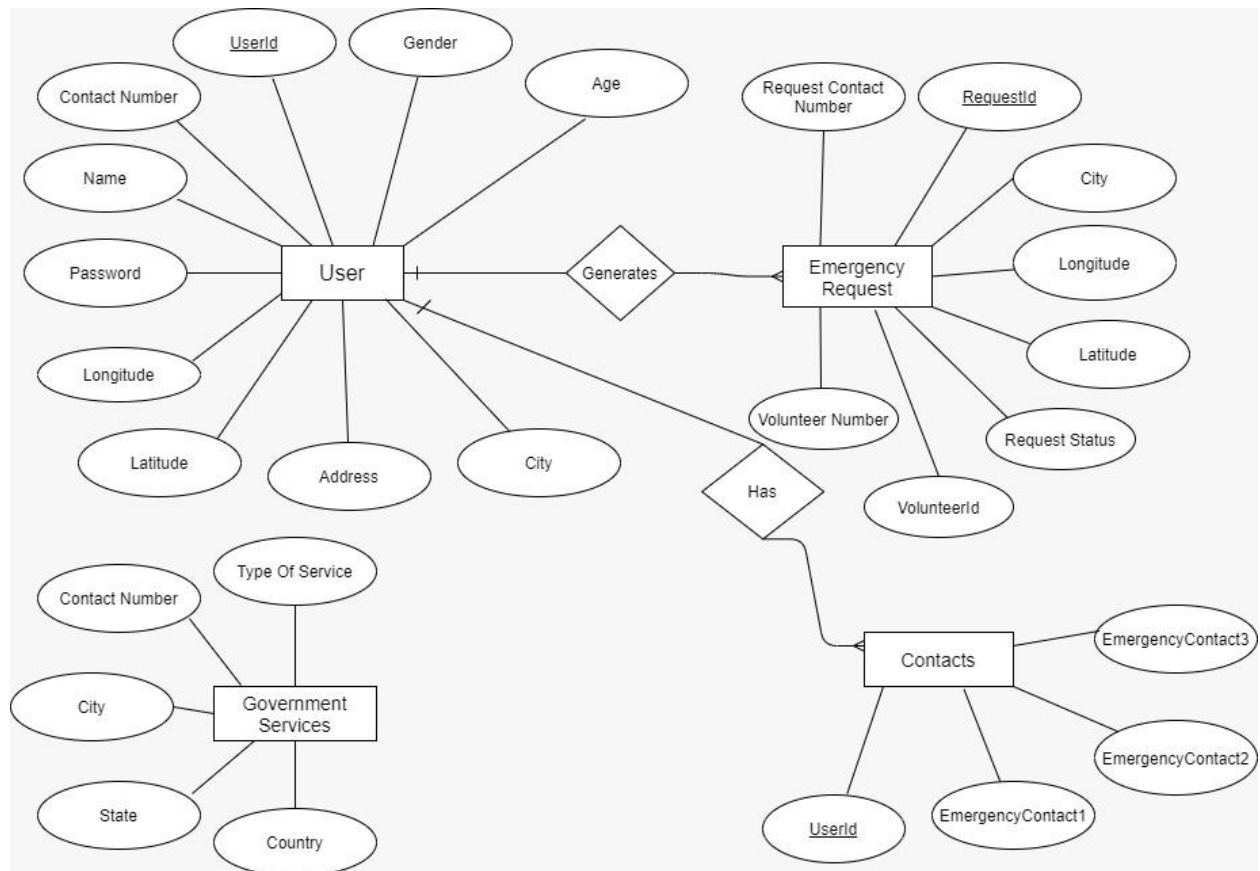 UserId
Gender
Age
Contact Number
Name
Password
Longitude
Latitude
Address
City
User
Generates
Request Contact
Number
RequestId
City
Longitude
Latitude
Request Status
VolunteerId
Volunteer Number
Emergency
Request
Has
Type Of Service
Contact Number
City
State
Country
Government
Services
Contacts
EmergencyContact3
EmergencyContact2
EmergencyContact1
UserId